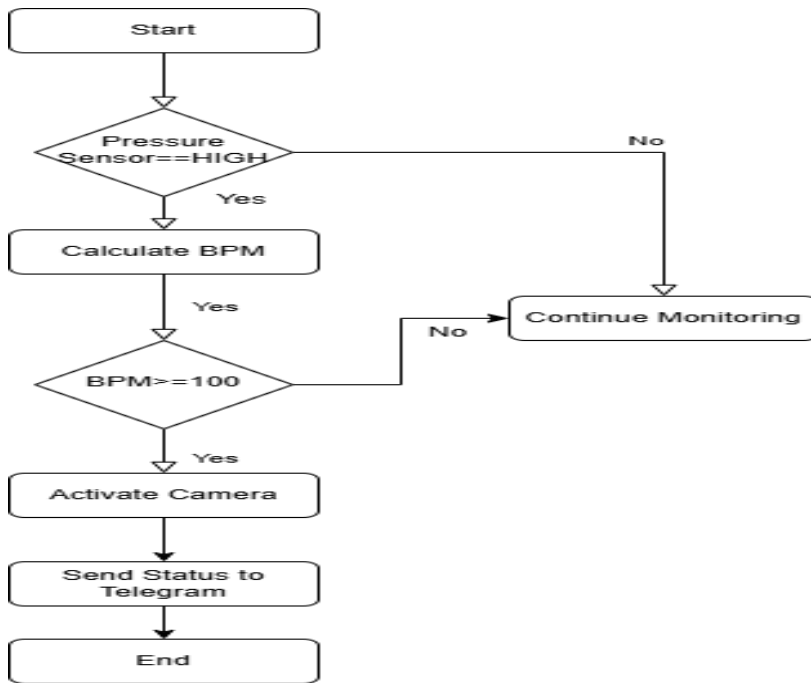 Start
Pressure
Sensor==HIGH
No
Yes
Calculate BPM
Yes
Continue Monitoring
No
BPM>=100
Yes
Activate Camera
Send Status to
Telegram
End